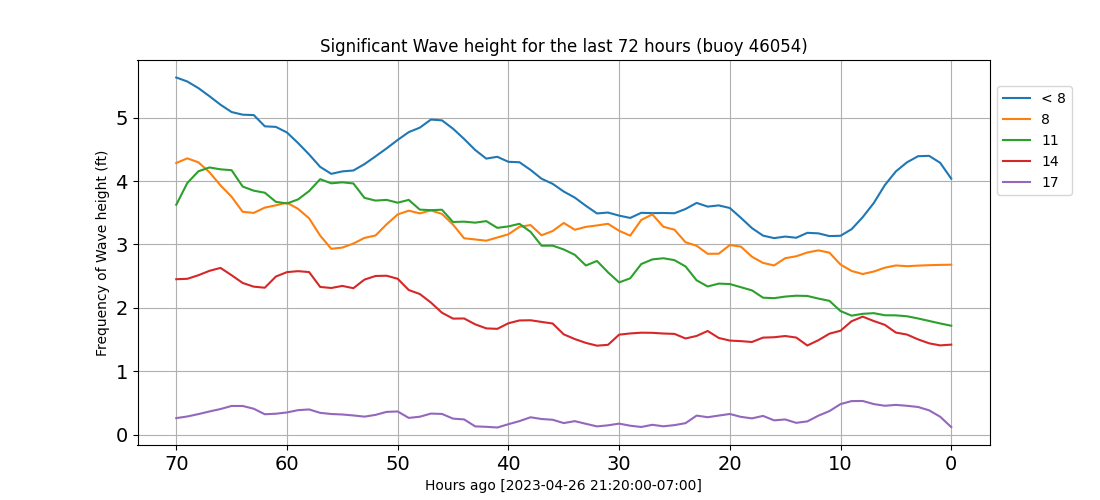 Significant Wave height for the last 72 hours (buoy 46054)
Frequency of Wave height (ft)
5
4
3
2
1
0
70 60 50 40 30 20 10 0
Hours ago [2023-04-26 21:20:00-07:00]
< 8
8
11
14
17